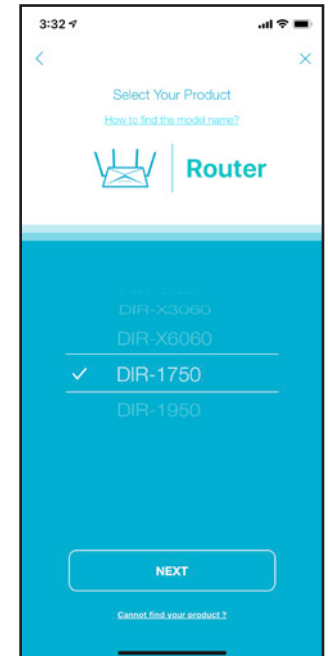 3:32
Select Your Product
How to find the model name?
Router
DIR-X3060
DIR-X6060
DIR-1750
DIR-1950
NEXT
Cannot find your product ?